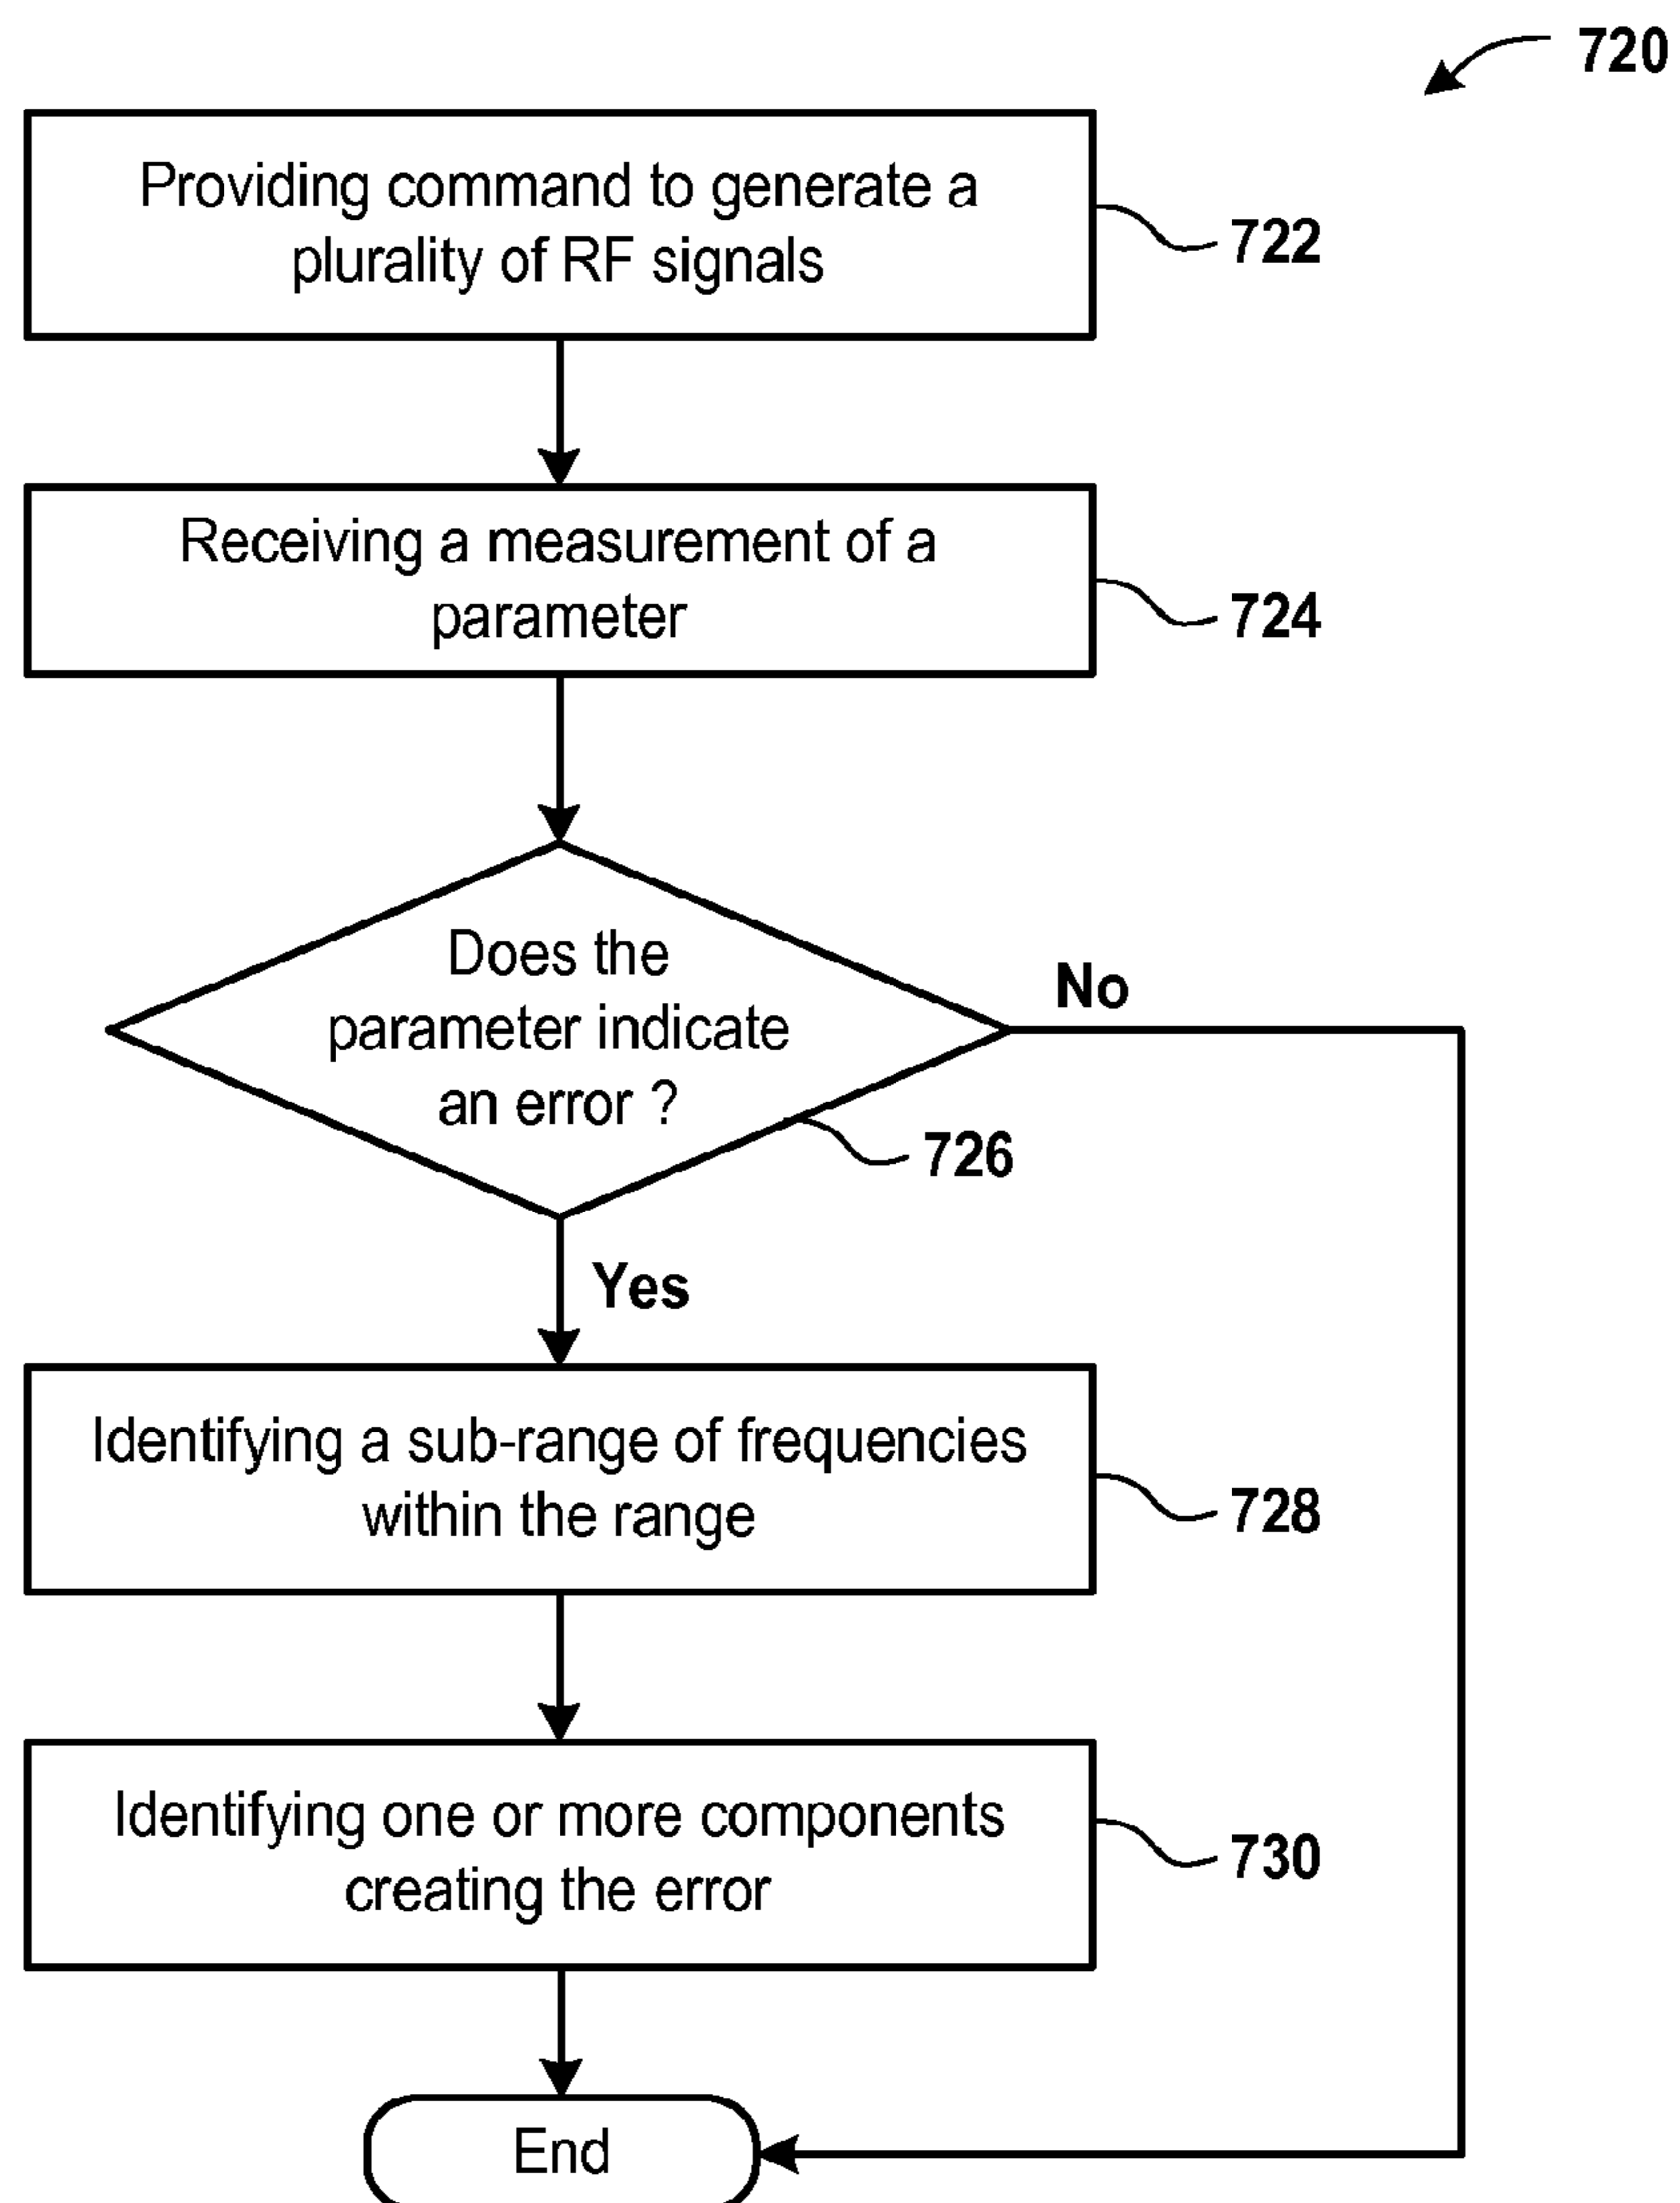 720
Providing command to generate a
plurality of RF signals
722
Receiving a measurement of a
parameter
724
Does the
parameter indicate
an error ?
No
726
Yes
Identifying a sub-range of frequencies
within the range
728
Identifying one or more components
creating the error
730
End